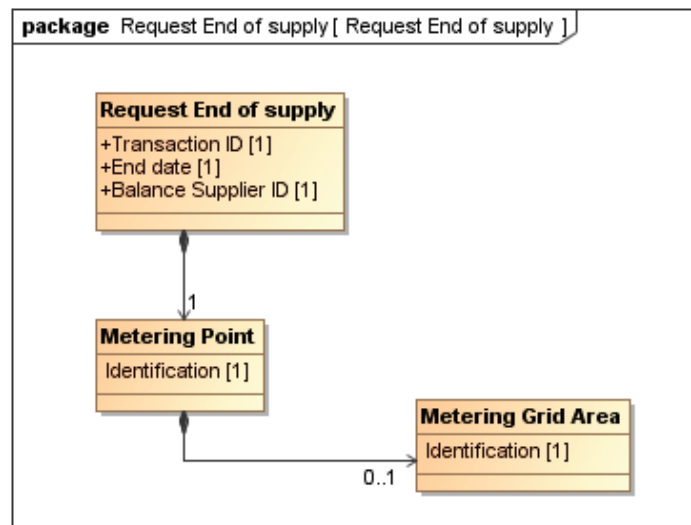 package Request End of supply [ Request End of supply ]
Request End of supply
+Transaction ID [1]
+End date [1]
+Balance Supplier ID [1]
1
Metering Point
Identification [1]
Metering Grid Area
Identification [1]
0..1